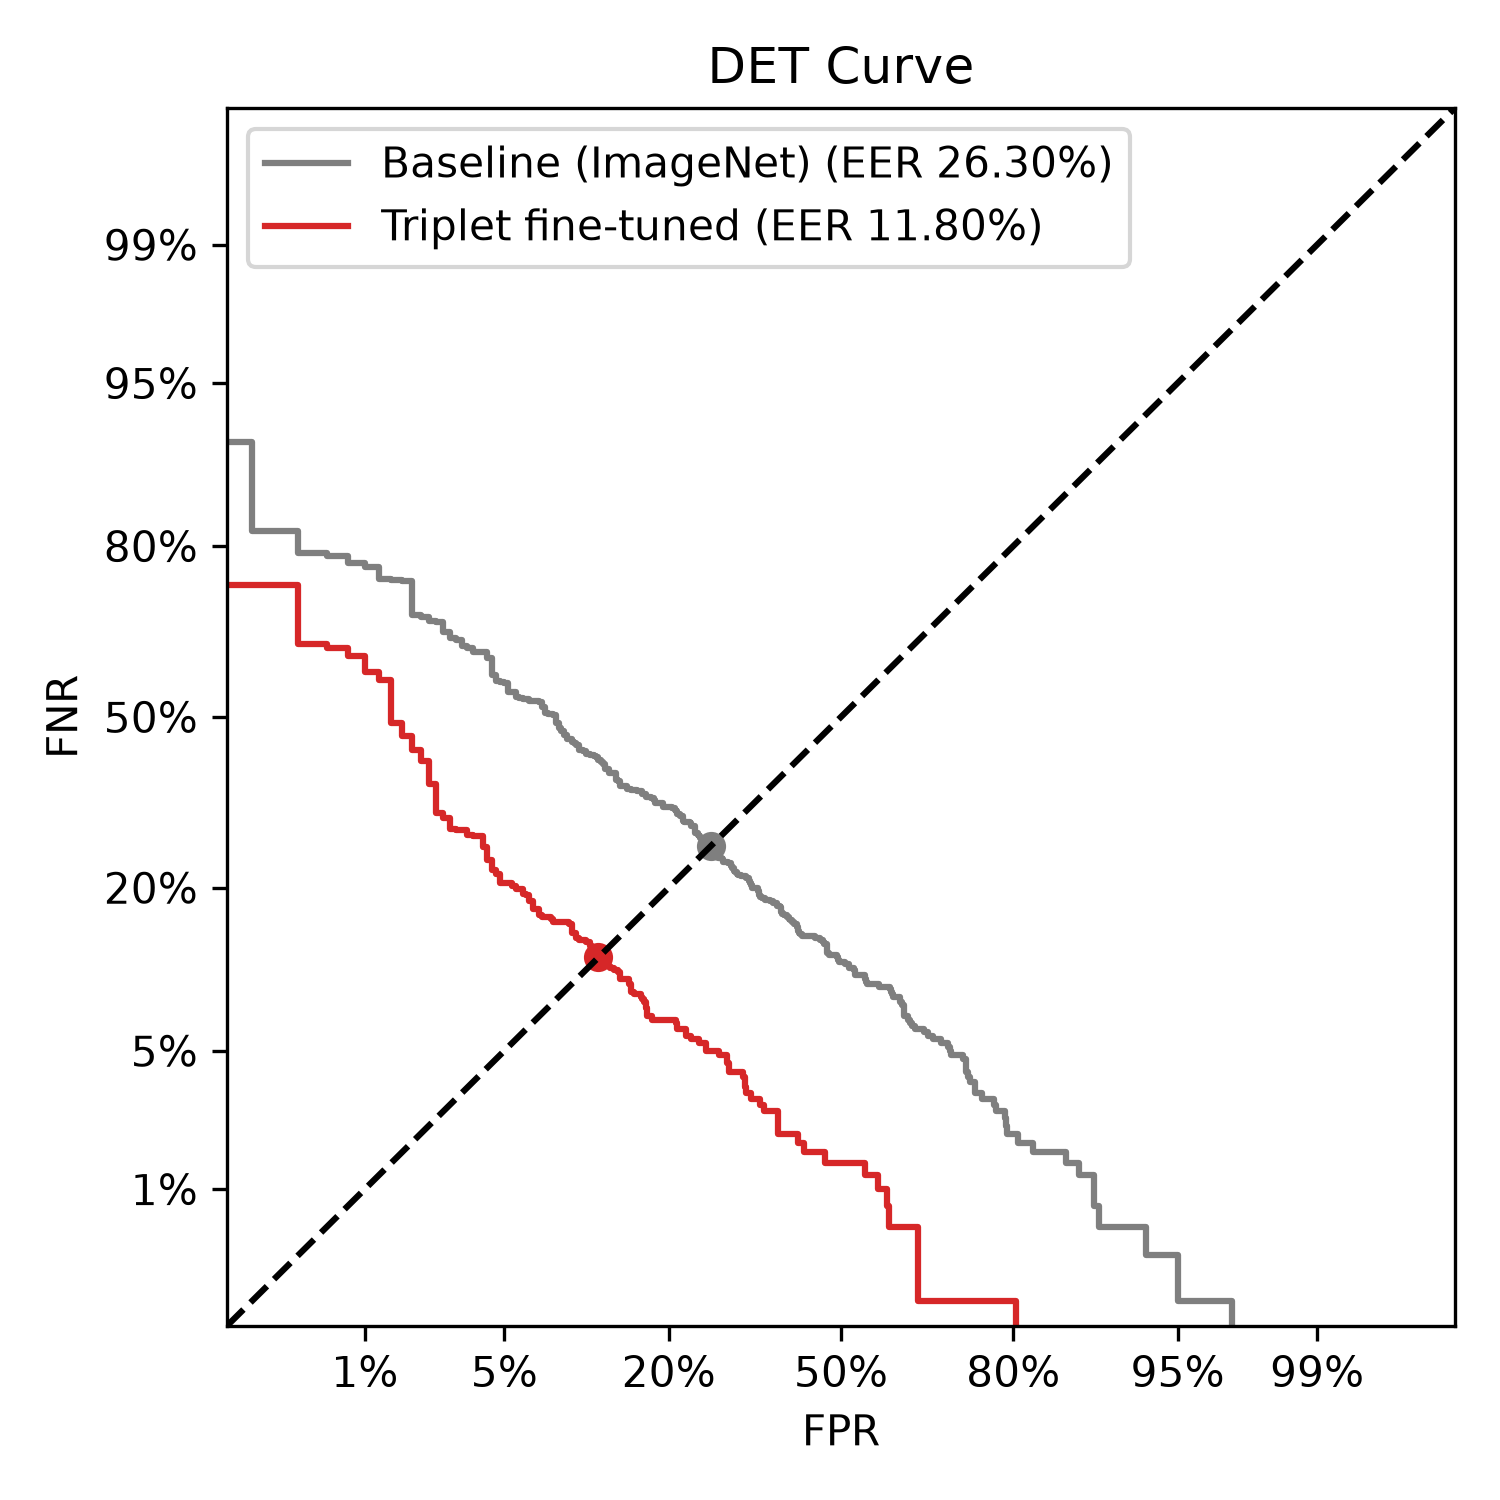 DET Curve
Baseline (ImageNet) (EER 26.30%)
Triplet fine-tuned (EER 11.80%)
99%
95%
80%
50%
20%
5%
1%
FNR
1%
5%
20%
50%
80%
95%
99%
FPR